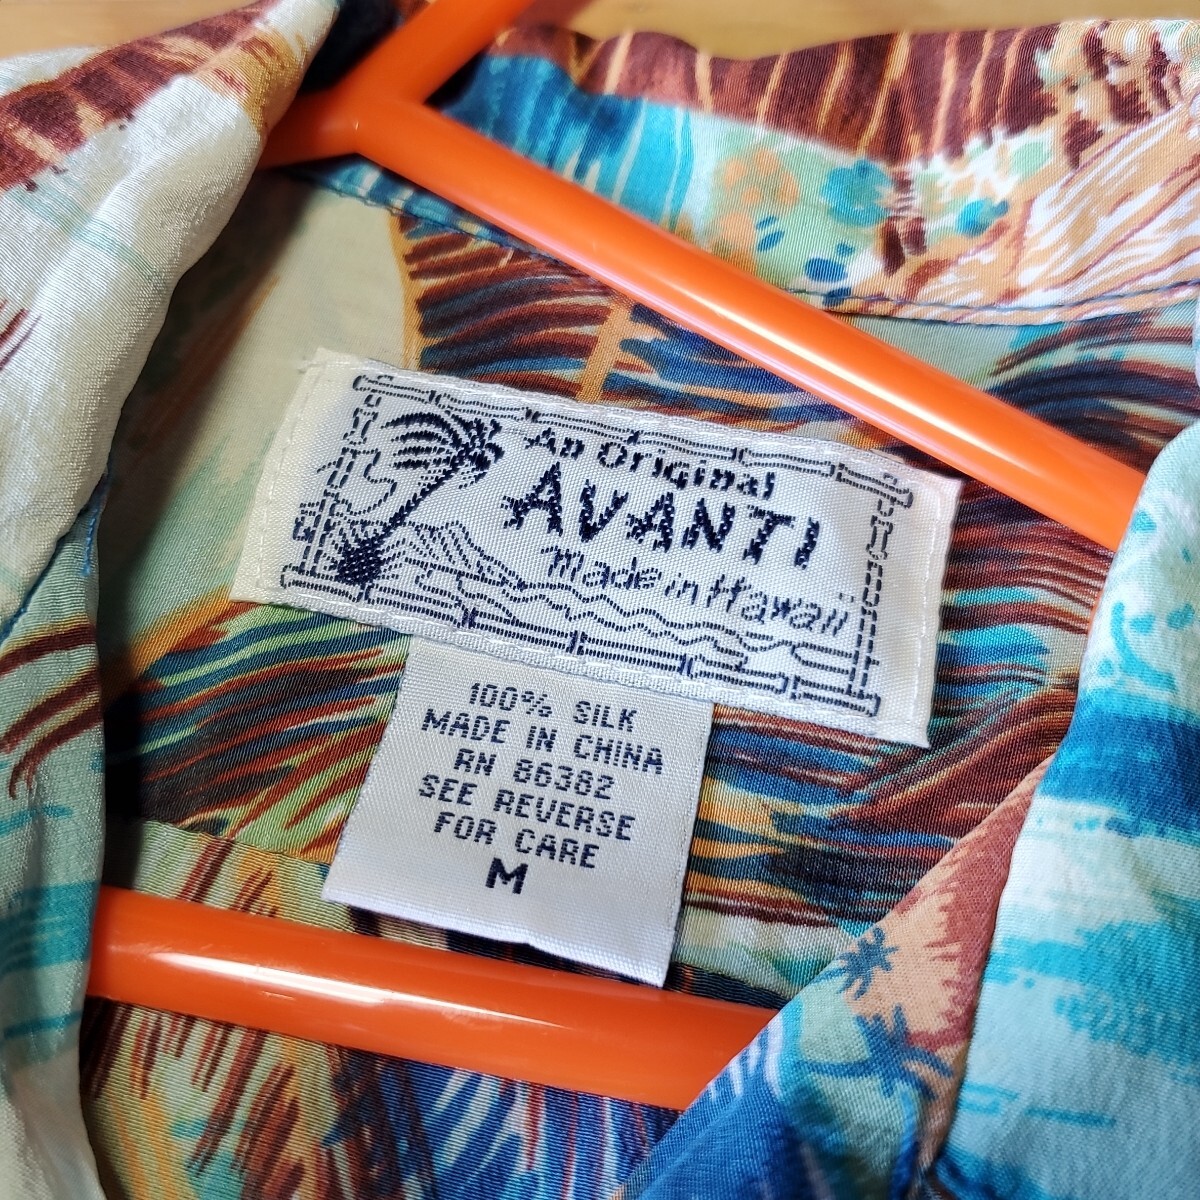 An Original
AVANTI
Made in Hawaii
100% SILK
MADE IN CHINA
RN 86382
SEE REVERSE
FOR CARE
M